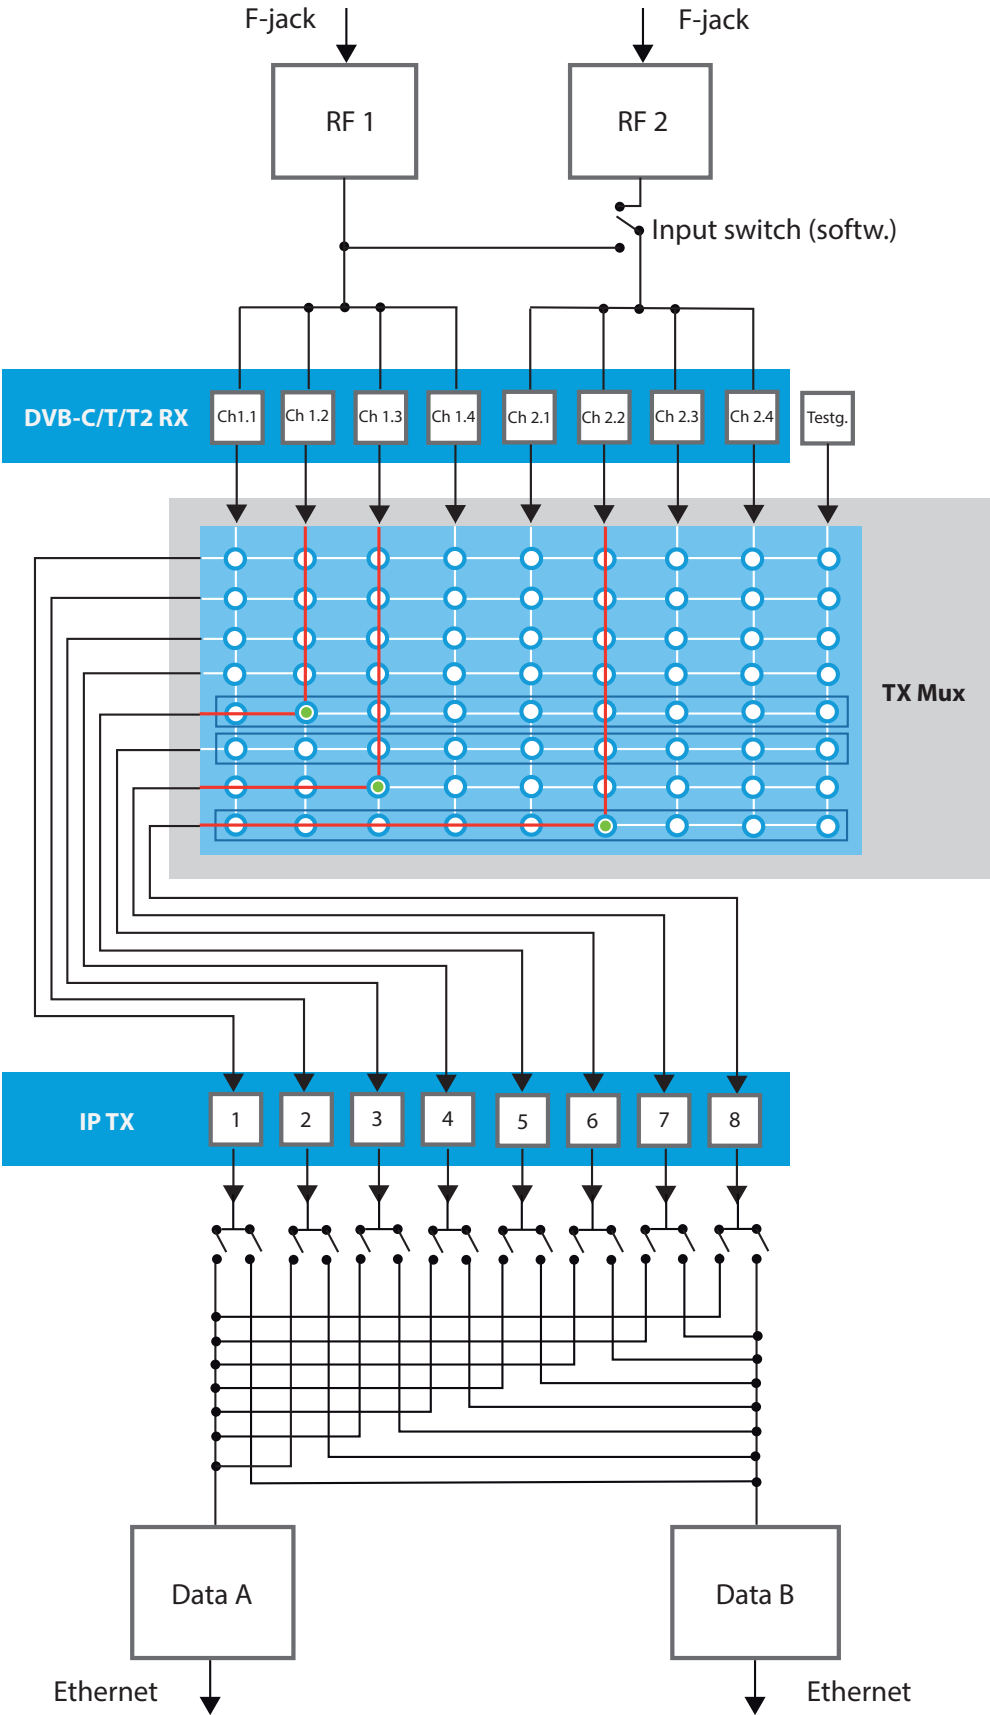 F-jack
F-jack
RF 1
RF 2
Input switch (softw.)
DVB-C/T/T2 RX
Ch1.1
Ch 1.2
Ch 1.3
Ch 1.4
Ch 2.1
Ch 2.2
Ch 2.3
Ch 2.4
Testg.
TX Mux
IP TX
1
2
3
4
5
6
7
8
Data A
Data B
Ethernet
Ethernet